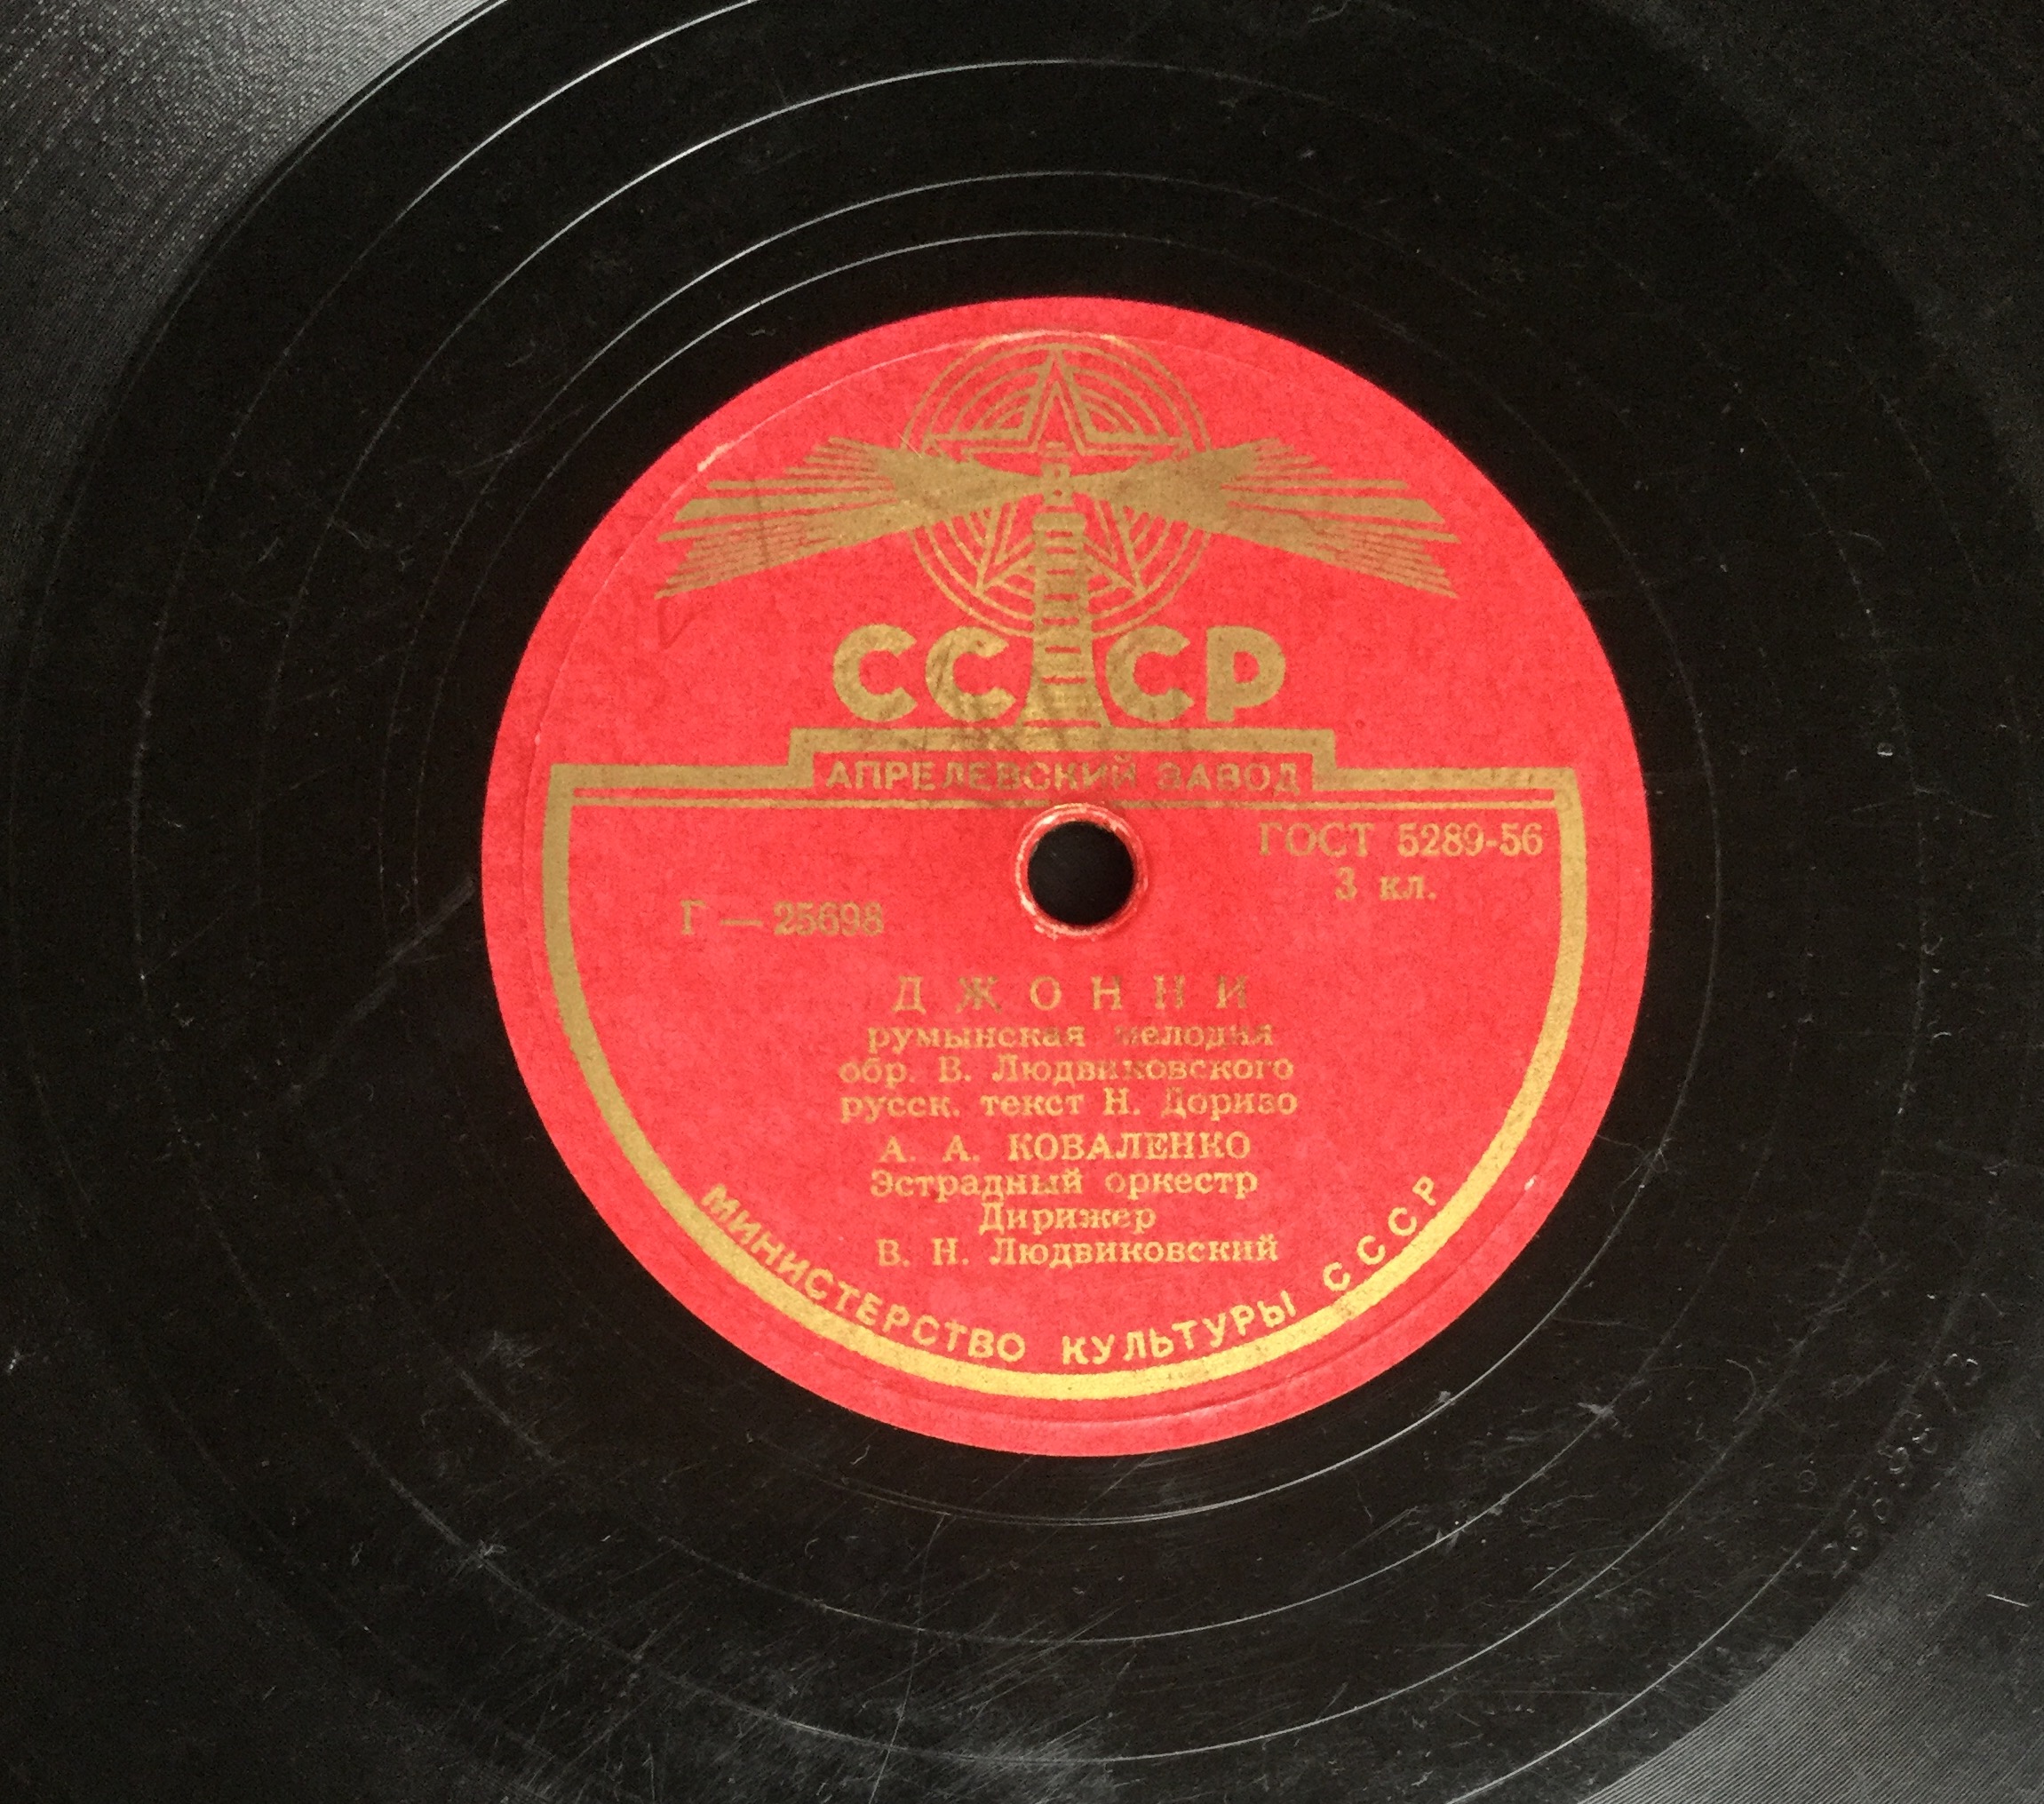 СССР
АПРЕЛЕВСКИЙ ЗАВОД
ГОСТ 5289-56
3 кл.
Г — 25698
ДЖОННИ
румынская мелодия
обр. В. Людвиковского
русск. текст Н. Доризо
А. А. КОВАЛЕНКО
Эстрадный оркестр
Дирижер
В. Н. Людвиковский
МИНИСТЕРСТВО КУЛЬТУРЫ СССР